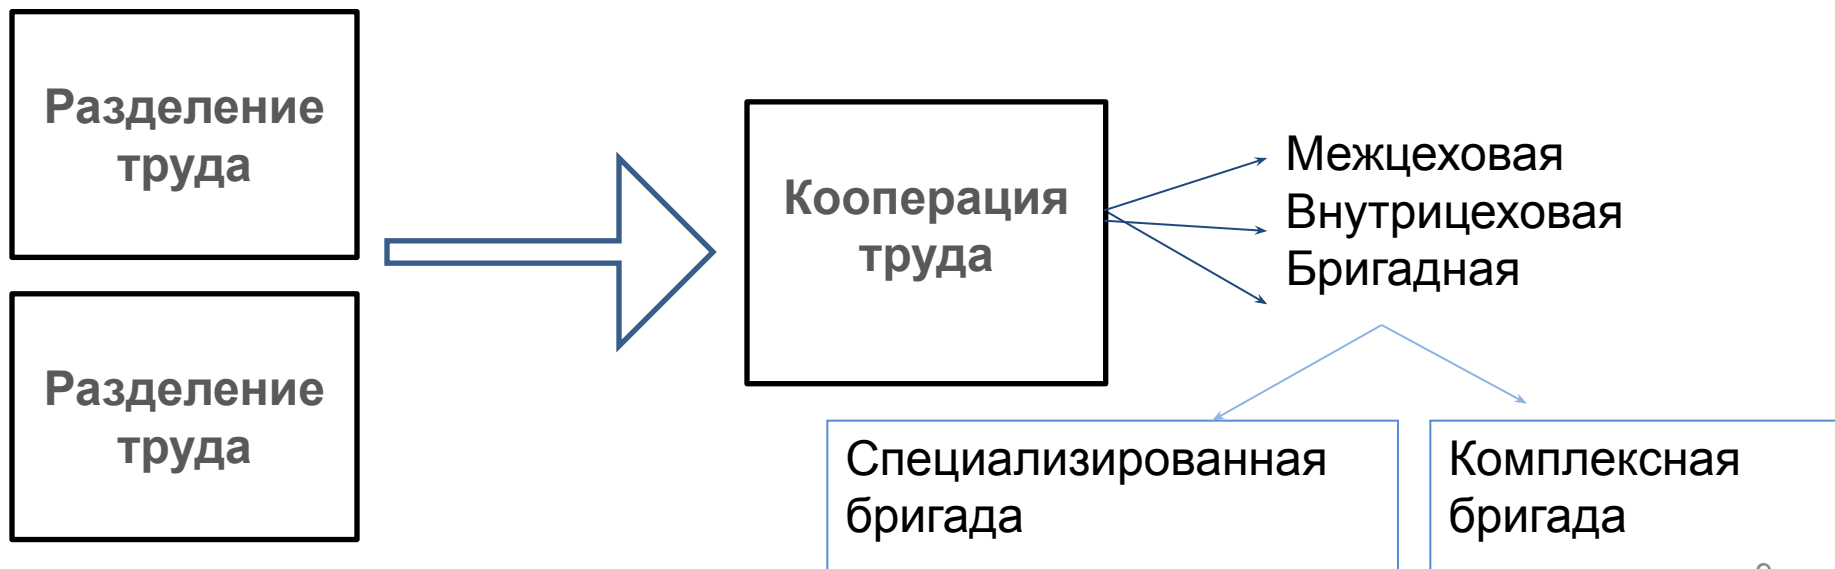 Разделение
труда
Разделение
труда
Кооперация
труда
Межцеховая
Внутрицеховая
Бригадная
Специализированная
бригада
Комплексная
бригада